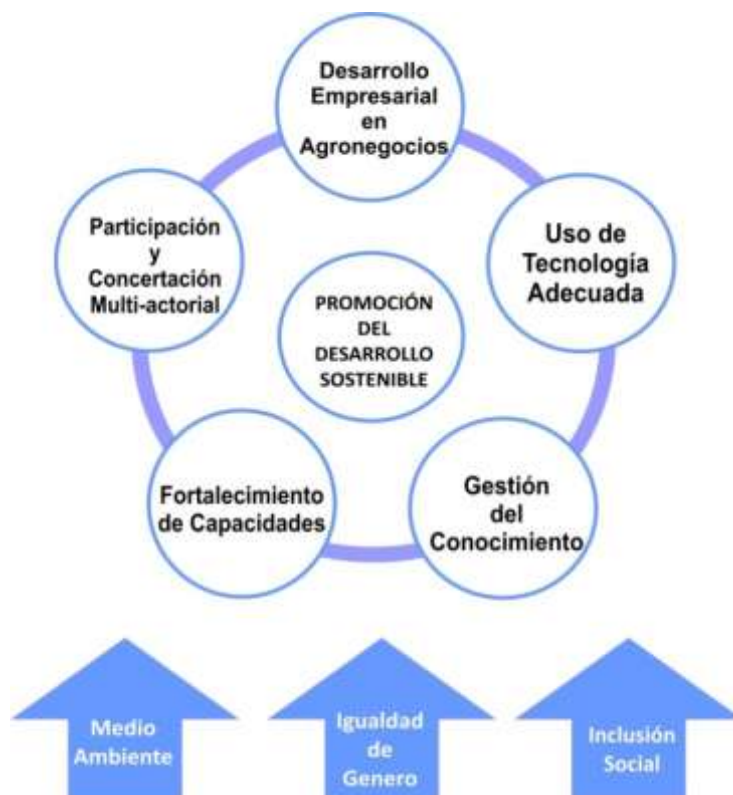 Desarrollo
Empresarial
en
Agronegocios
Participación
y
Concertación
Multi-actorial
Uso de
Tecnología
Adecuada
PROMOCIÓN
DEL
DESARROLLO
SOSTENIBLE
Fortalecimiento
de Capacidades
Gestión
del
Conocimiento
Medio
Ambiente
Igualdad
de
Genero
Inclusión
Social